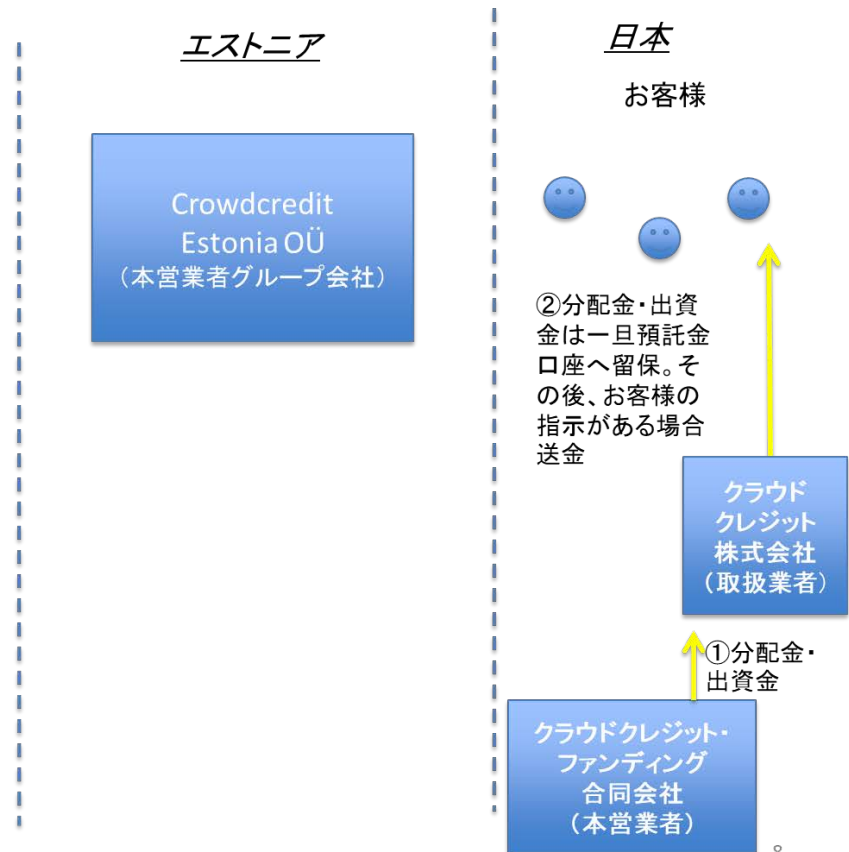 エストニア
日本
お客様
Crowdcredit
Estonia OÜ
（本営業者グループ会社）
②分配金・出資
金は一旦預託金
口座へ留保。そ
の後、お客様の
指示がある場合
送金
クラウド
クレジット
株式会社
（取扱業者）
①分配金・
出資金
クラウドクレジット・
ファンディング
合同会社
（本営業者）